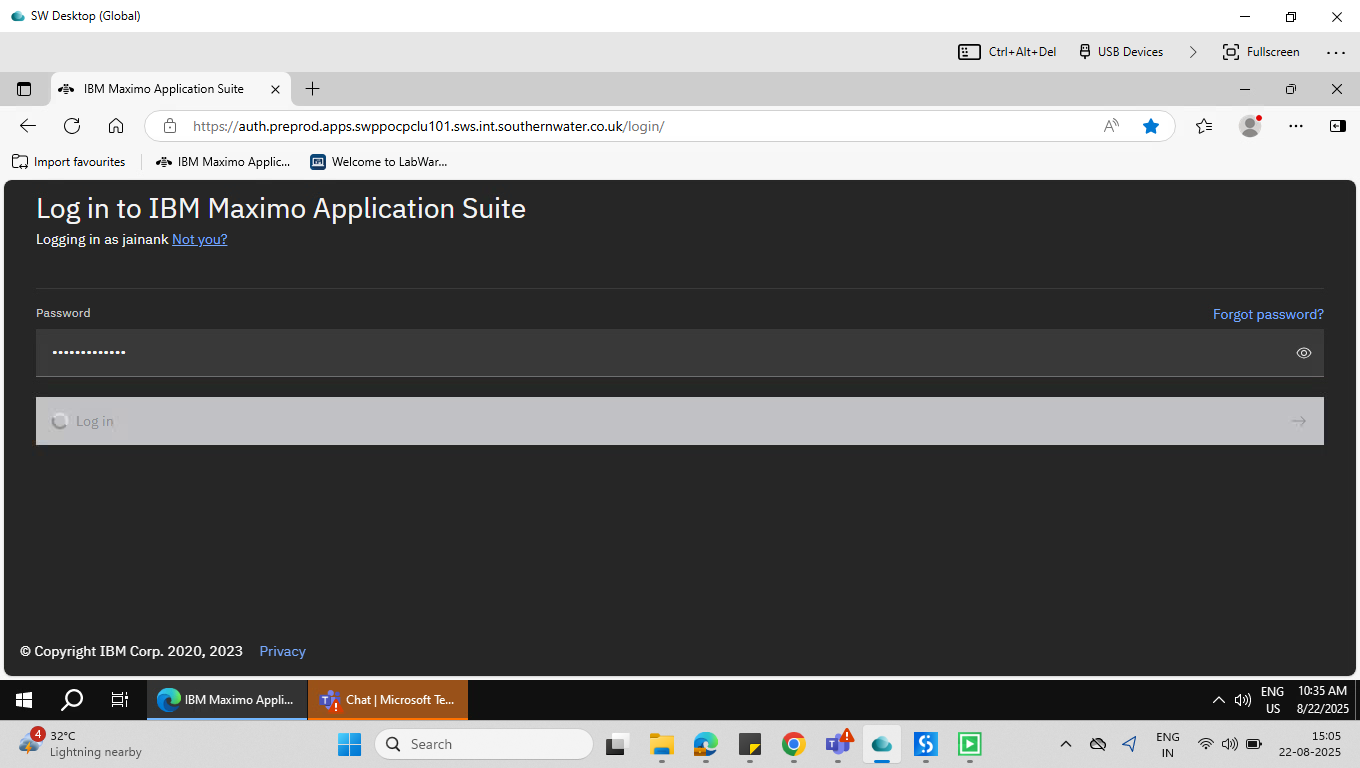 SW Desktop (Global)
Ctrl+Alt+Del
USB Devices
Fullscreen
IBM Maximo Application Suite
https://auth.preprod.apps.swppocpclu101.sws.int.southernwater.co.uk/login/
Import favourites
IBM Maximo Applic...
Welcome to LabWar...
Log in to IBM Maximo Application Suite
Logging in as jainank Not you?
Password
Forgot password?
•••••••••••••
Log in
© Copyright IBM Corp. 2020, 2023 Privacy
IBM Maximo Appli...
Chat | Microsoft Te...
ENG
US
10:35 AM
8/22/2025
4
32°C
Lightning nearby
Search
ENG
IN
15:05
22-08-2025